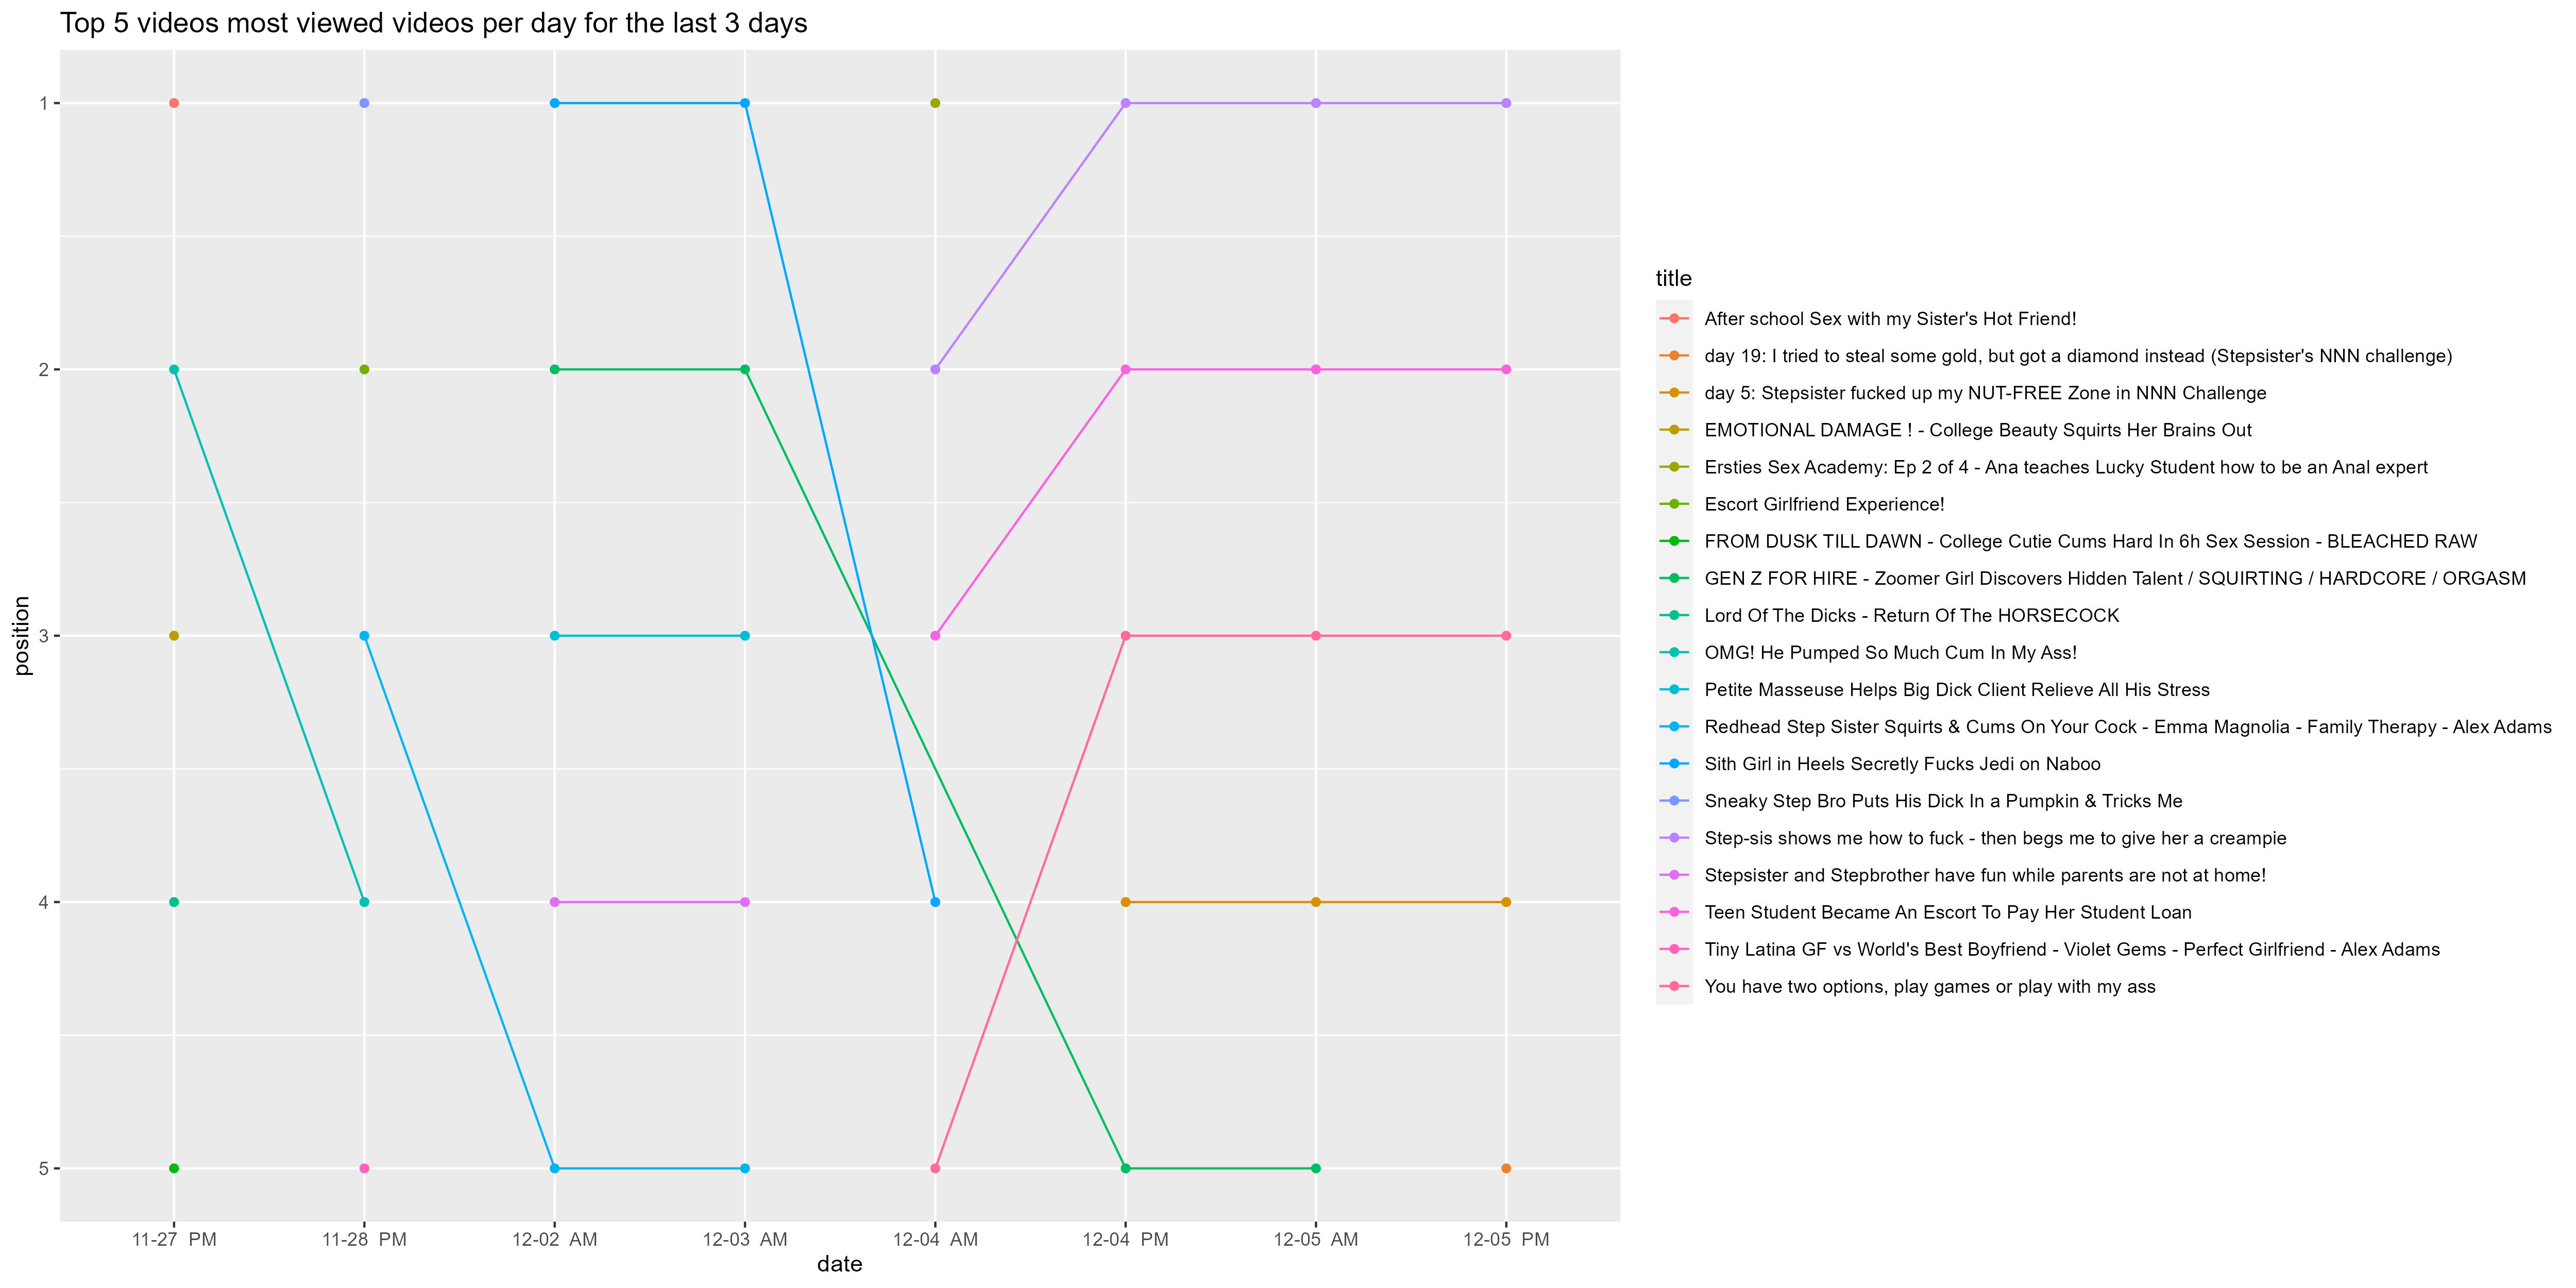 Top 5 videos most viewed videos per day for the last 3 days
position
1
2
3
4
5
11-27 PM
11-28 PM
12-02 AM
12-03 AM
12-04 AM
12-04 PM
12-05 AM
12-05 PM
date
title
After school Sex with my Sister's Hot Friend!
day 19: I tried to steal some gold, but got a diamond instead (Stepsister's NNN challenge)
day 5: Stepsister fucked up my NUT-FREE Zone in NNN Challenge
EMOTIONAL DAMAGE ! - College Beauty Squirts Her Brains Out
Ersties Sex Academy: Ep 2 of 4 - Ana teaches Lucky Student how to be an Anal expert
Escort Girlfriend Experience!
FROM DUSK TILL DAWN - College Cutie Cums Hard In 6h Sex Session - BLEACHED RAW
GEN Z FOR HIRE - Zoomer Girl Discovers Hidden Talent / SQUIRTING / HARDCORE / ORGASM
Lord Of The Dicks - Return Of The HORSECOCK
OMG! He Pumped So Much Cum In My Ass!
Petite Masseuse Helps Big Dick Client Relieve All His Stress
Redhead Step Sister Squirts & Cums On Your Cock - Emma Magnolia - Family Therapy - Alex Adams
Sith Girl in Heels Secretly Fucks Jedi on Naboo
Sneaky Step Bro Puts His Dick In a Pumpkin & Tricks Me
Step-sis shows me how to fuck - then begs me to give her a creampie
Stepsister and Stepbrother have fun while parents are not at home!
Teen Student Became An Escort To Pay Her Student Loan
Tiny Latina GF vs World's Best Boyfriend - Violet Gems - Perfect Girlfriend - Alex Adams
You have two options, play games or play with my ass